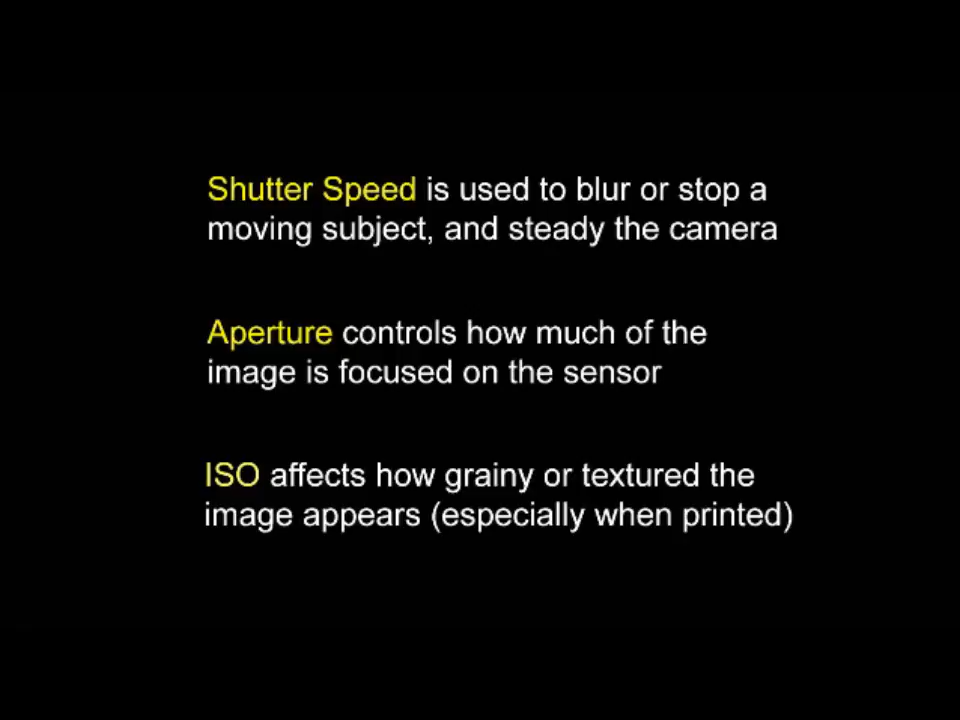 Shutter Speed is used to blur or stop a
moving subject, and steady the camera
Aperture controls how much of the
image is focused on the sensor
ISO affects how grainy or textured the
image appears (especially when printed)